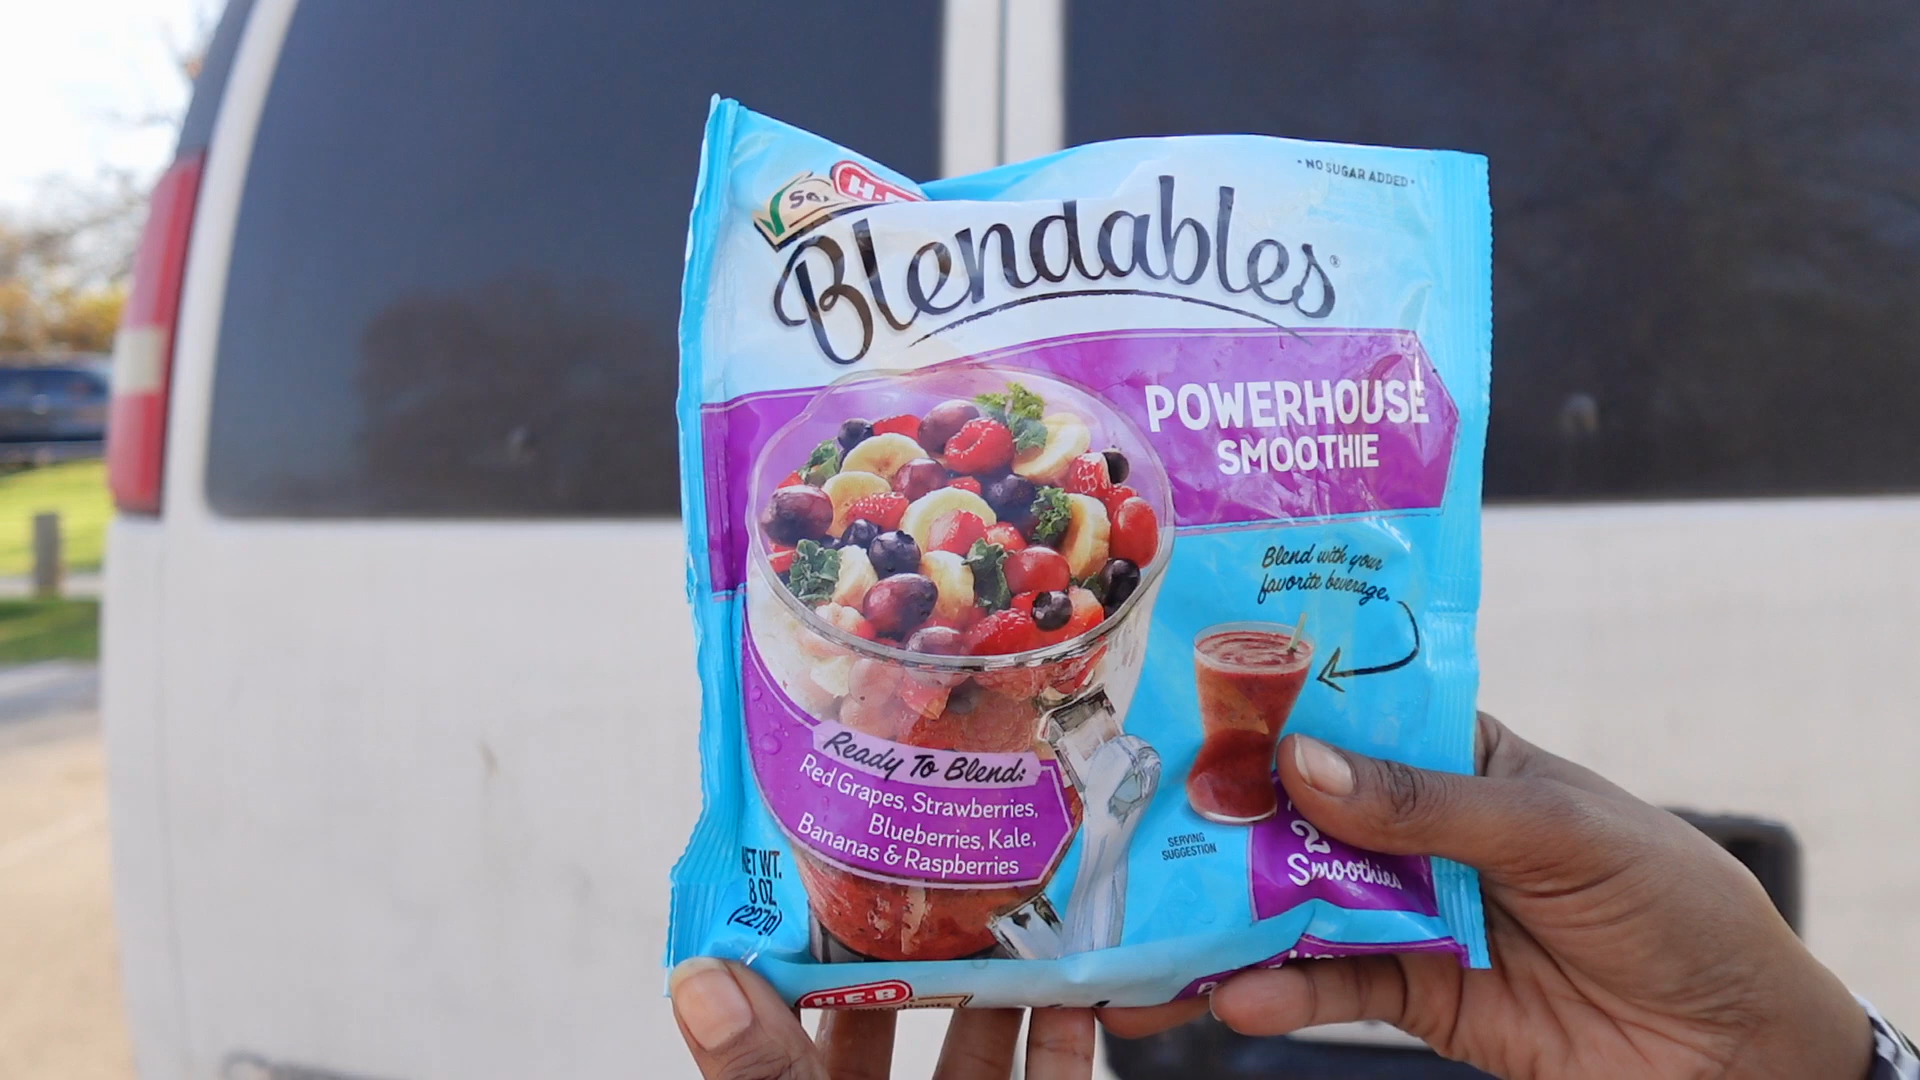 H-E-B
• NO SUGAR ADDED •
Blendables®
POWERHOUSE
SMOOTHIE
Blend with your
favorite beverage.
Ready To Blend:
Red Grapes, Strawberries,
Blueberries, Kale,
Bananas & Raspberries
SERVING
SUGGESTION
2
Smoothies
NET WT.
8 OZ
(227g)
H-E-B